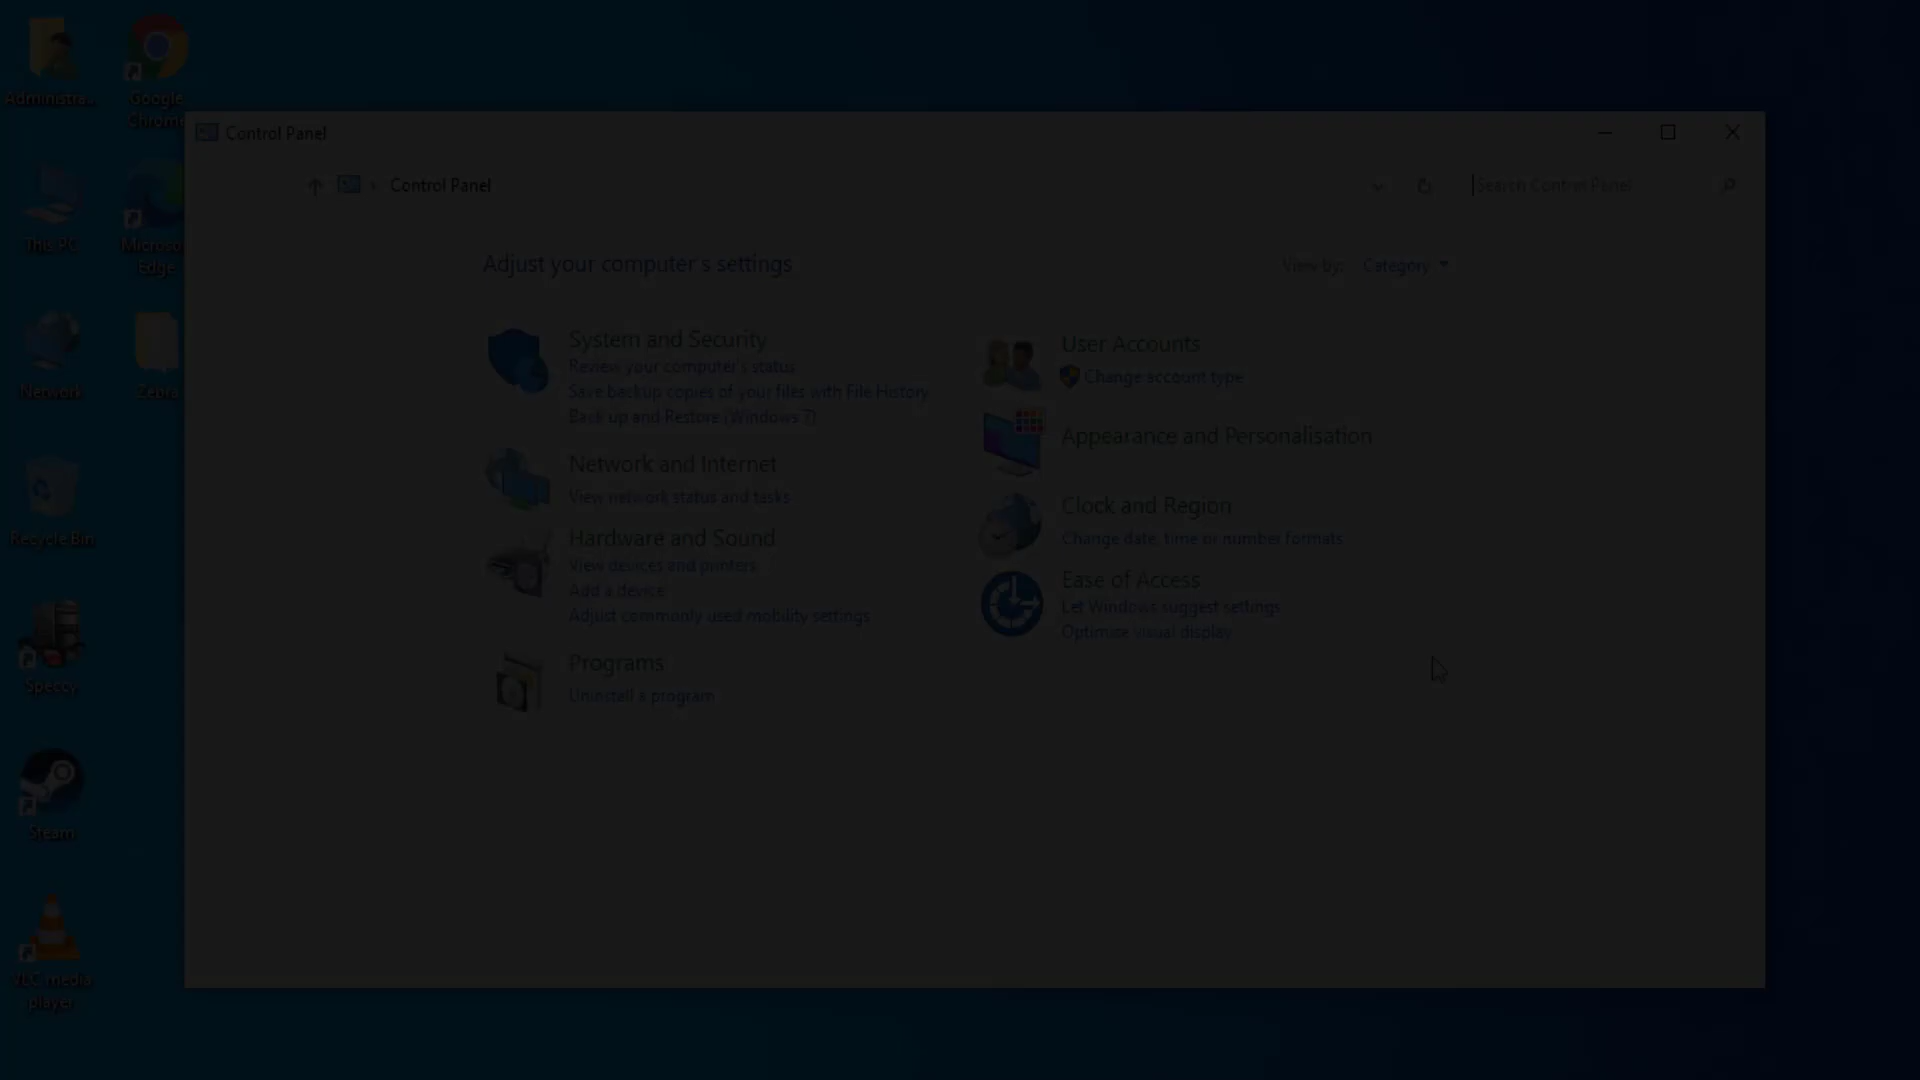 Administra...
Google
Chrome
This PC
Microso
Edge
Network
Zebra
Recycle Bin
Speccy
Steam
VLC media
player
Control Panel
Control Panel
Search Control Panel
Adjust your computer's settings
View by:
Category
System and Security
Review your computer's status
Save backup copies of your files with File History
Back up and Restore (Windows 7)
Network and Internet
View network status and tasks
Hardware and Sound
View devices and printers
Add a device
Adjust commonly used mobility settings
Programs
Uninstall a program
User Accounts
Change account type
Appearance and Personalisation
Clock and Region
Change date, time or number formats
Ease of Access
Let Windows suggest settings
Optimise visual display